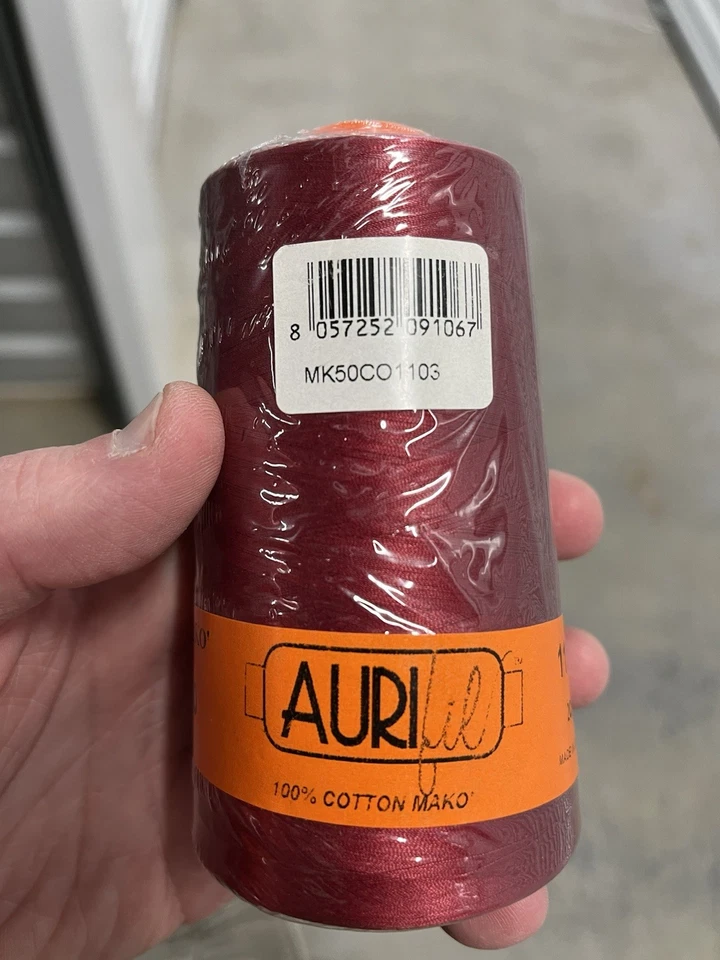 8 057252 091067
MK50CO1103
AURIfil
100% COTTON MAKO'